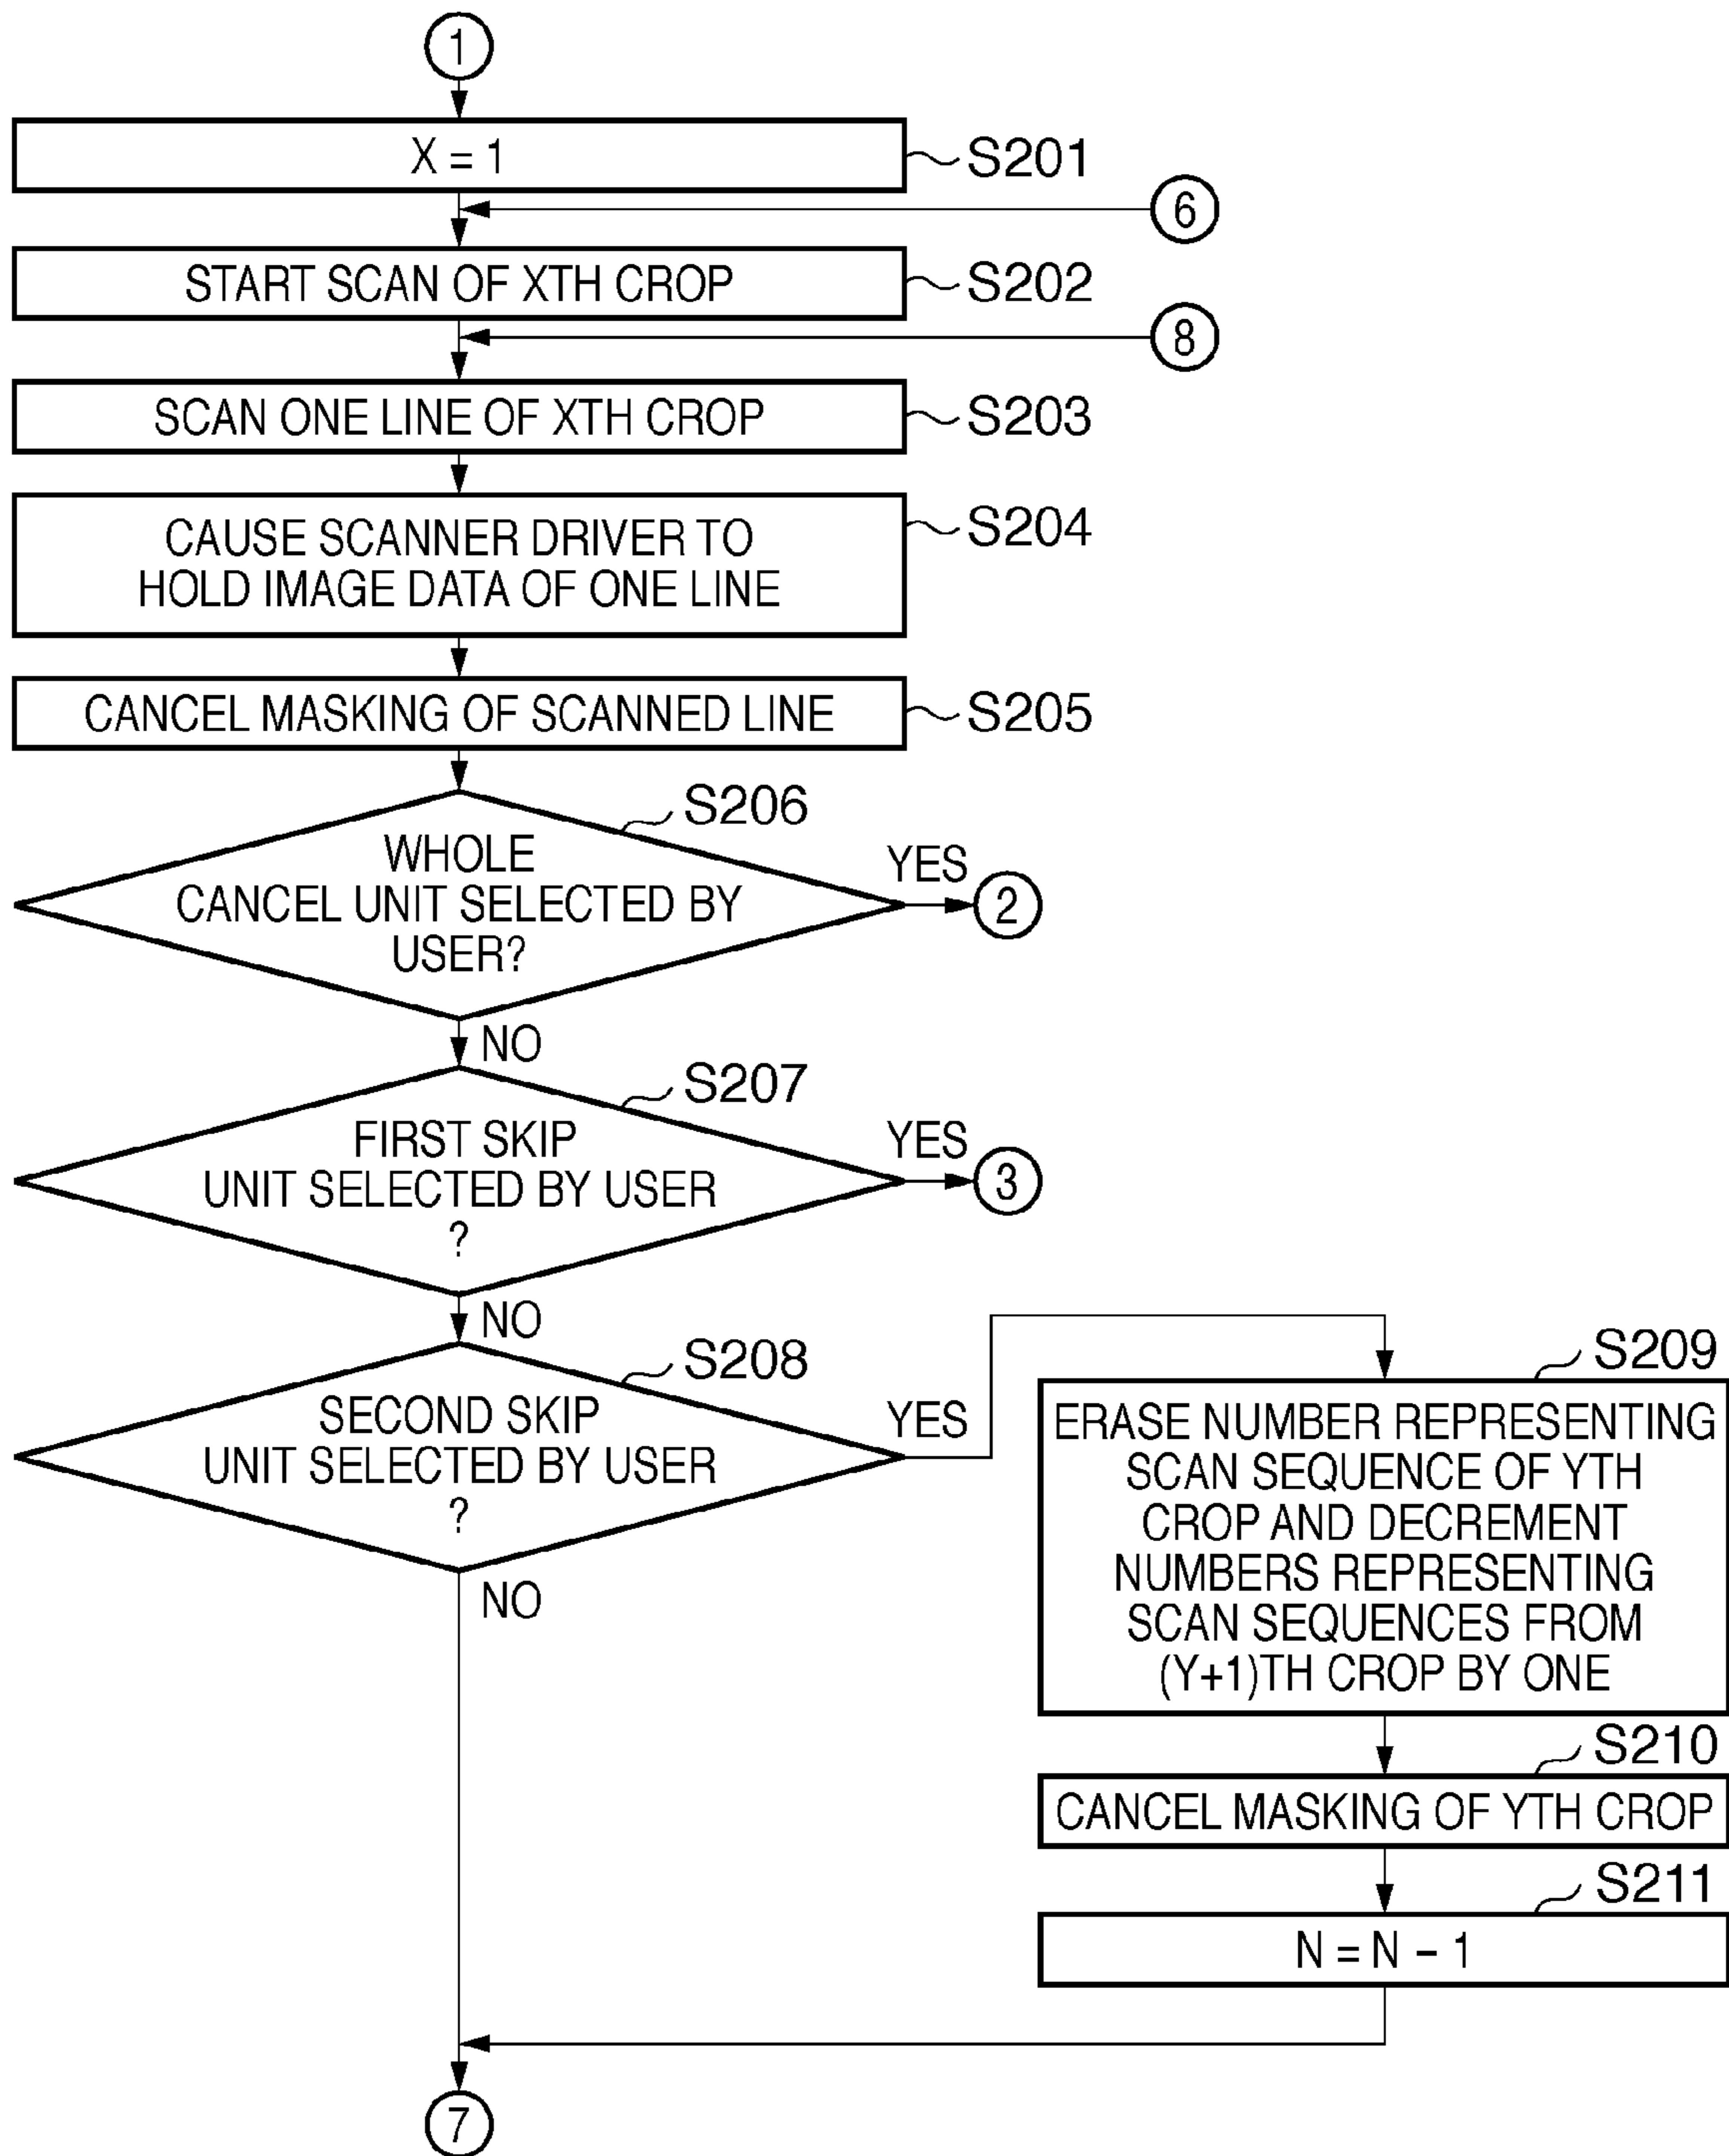 1
X = 1
S201
6
START SCAN OF XTH CROP
S202
8
SCAN ONE LINE OF XTH CROP
S203
CAUSE SCANNER DRIVER TO
HOLD IMAGE DATA OF ONE LINE
S204
CANCEL MASKING OF SCANNED LINE
S205
S206
WHOLE
CANCEL UNIT SELECTED BY
USER?
YES
2
NO
S207
FIRST SKIP
UNIT SELECTED BY USER
?
YES
3
NO
S208
SECOND SKIP
UNIT SELECTED BY USER
?
YES
NO
S209
ERASE NUMBER REPRESENTING
SCAN SEQUENCE OF YTH
CROP AND DECREMENT
NUMBERS REPRESENTING
SCAN SEQUENCES FROM
(Y+1)TH CROP BY ONE
S210
CANCEL MASKING OF YTH CROP
S211
N = N − 1
7